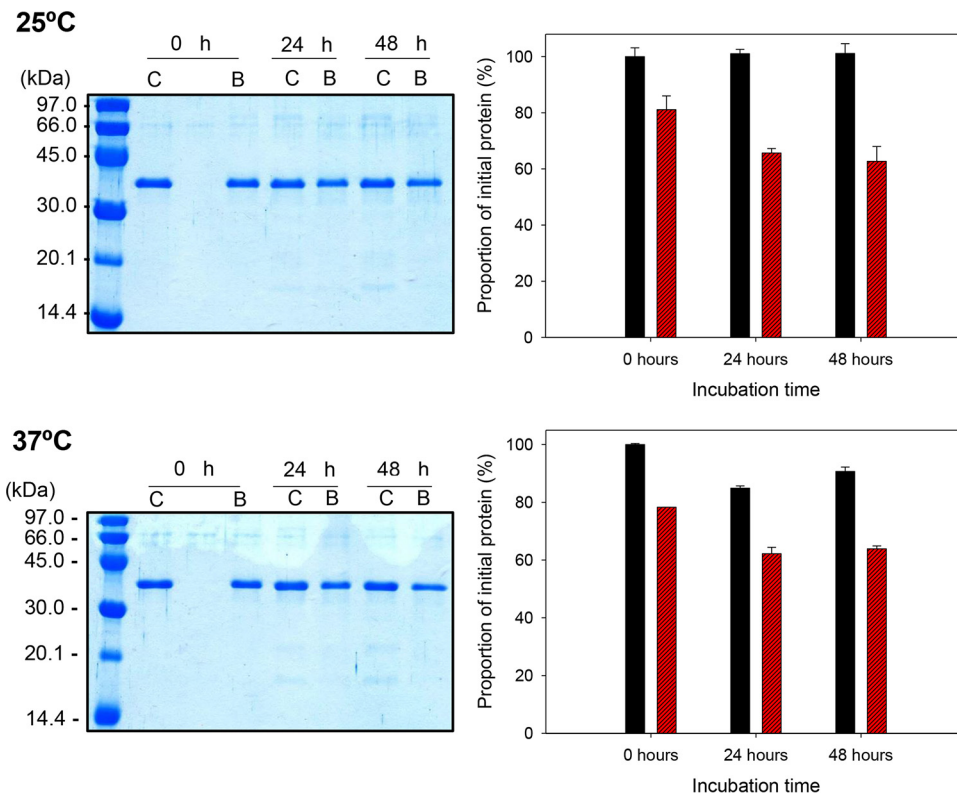 25ºC
0 h 24 h 48 h
(kDa) C B C B C B
97.0 -
66.0 -
45.0 -
30.0 -
20.1 -
14.4 -
Proportion of initial protein (%)
100
80
60
40
20
0
0 hours 24 hours 48 hours
Incubation time
37ºC
0 h 24 h 48 h
(kDa) C B C B C B
97.0 -
66.0 -
45.0 -
30.0 -
20.1 -
14.4 -
Proportion of initial protein (%)
100
80
60
40
20
0
0 hours 24 hours 48 hours
Incubation time